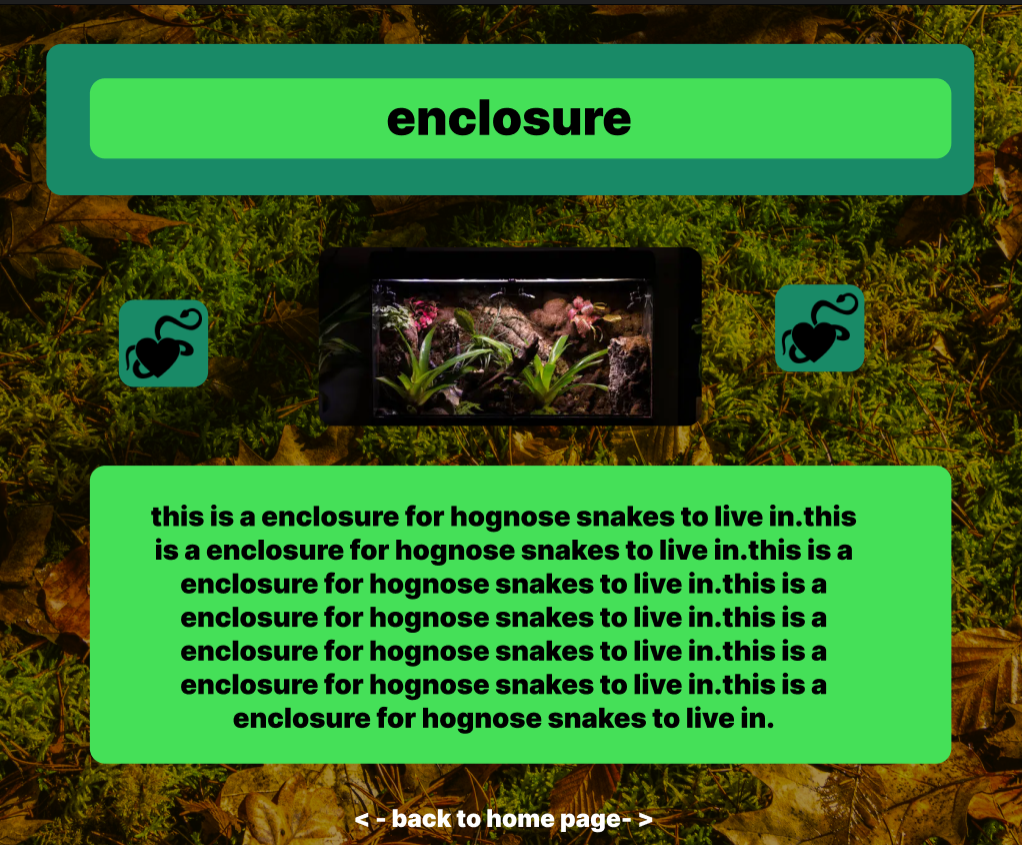 enclosure
this is a enclosure for hognose snakes to live in.this
is a enclosure for hognose snakes to live in.this is a
enclosure for hognose snakes to live in.this is a
enclosure for hognose snakes to live in.this is a
enclosure for hognose snakes to live in.this is a
enclosure for hognose snakes to live in.this is a
enclosure for hognose snakes to live in.
< - back to home page- >